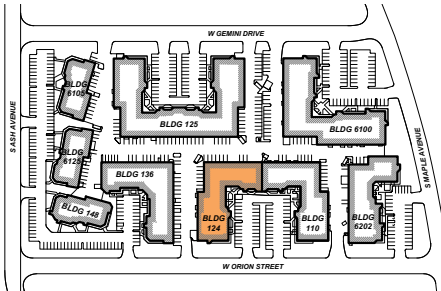 W GEMINI DRIVE
S ASH AVENUE
BLDG
6105
BLDG 125
BLDG 6100
BLDG
6125
S MAPLE AVENUE
BLDG 136
BLDG 148
BLDG
124
BLDG
110
BLDG
6202
W ORION STREET